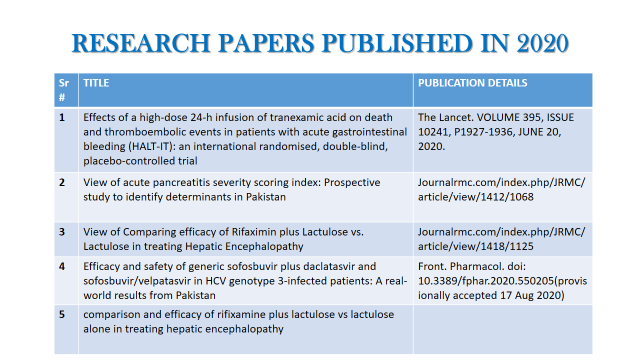 RESEARCH PAPERS PUBLISHED IN 2020
Sr
#
TITLE
PUBLICATION DETAILS
1
Effects of a high-dose 24-h infusion of tranexamic acid on death
and thromboembolic events in patients with acute gastrointestinal
bleeding (HALT-IT): an international randomised, double-blind,
placebo-controlled trial
The Lancet. VOLUME 395, ISSUE
10241, P1927-1936, JUNE 20,
2020.
2
View of acute pancreatitis severity scoring index: Prospective
study to identify determinants in Pakistan
Journalrmc.com/index.php/JRMC/
article/view/1412/1068
3
View of Comparing efficacy of Rifaximin plus Lactulose vs.
Lactulose in treating Hepatic Encephalopathy
Journalrmc.com/index.php/JRMC/
article/view/1418/1125
4
Efficacy and safety of generic sofosbuvir plus daclatasvir and
sofosbuvir/velpatasvir in HCV genotype 3-infected patients: A real-
world results from Pakistan
Front. Pharmacol. doi:
10.3389/fphar.2020.550205(provis
ionally accepted 17 Aug 2020)
5
comparison and efficacy of rifixamine plus lactulose vs lactulose
alone in treating hepatic encephalopathy